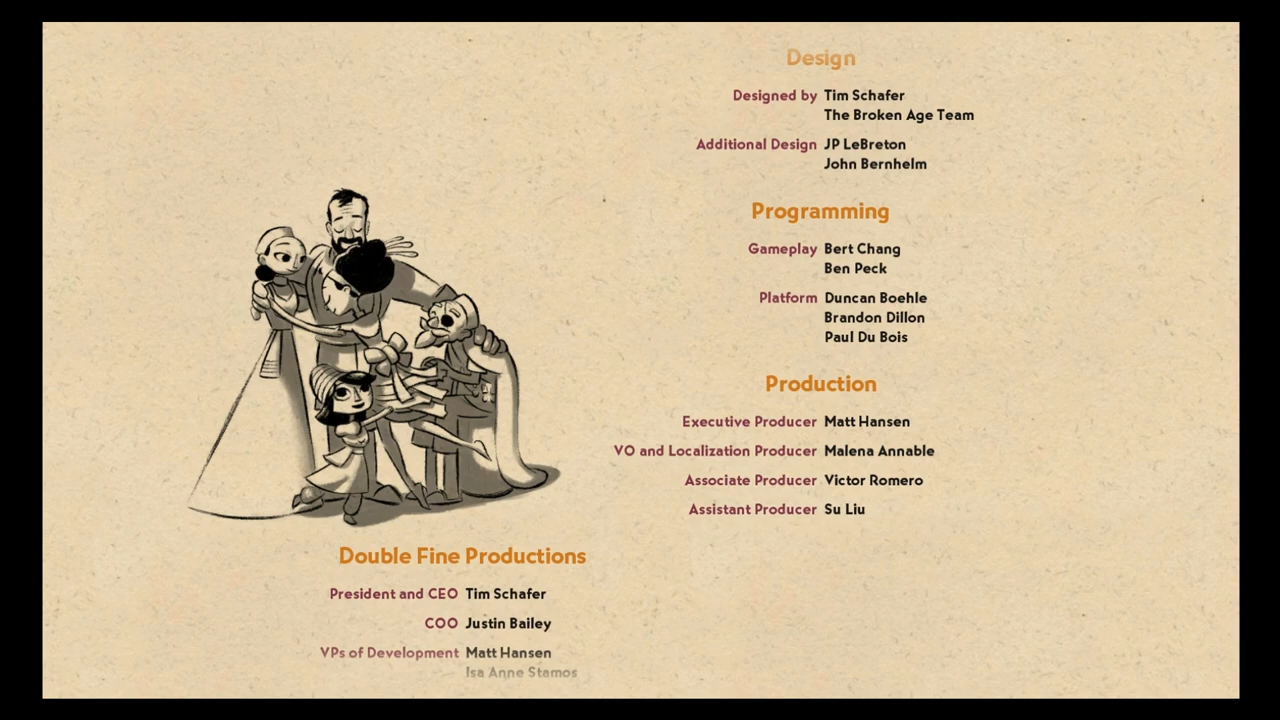 Design
Designed by Tim Schafer
The Broken Age Team
Additional Design JP LeBreton
John Bernhelm
Programming
Gameplay Bert Chang
Ben Peck
Platform Duncan Boehle
Brandon Dillon
Paul Du Bois
Production
Executive Producer Matt Hansen
VO and Localization Producer Malena Annable
Associate Producer Victor Romero
Assistant Producer Su Liu
Double Fine Productions
President and CEO Tim Schafer
COO Justin Bailey
VPs of Development Matt Hansen
Isa Anne Stamos